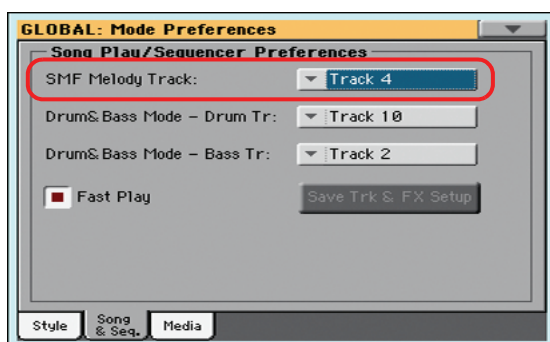 GLOBAL: Mode Preferences
Song Play/Sequencer Preferences
SMF Melody Track: Track 4
Drum&Bass Mode - Drum Tr: Track 10
Drum&Bass Mode - Bass Tr: Track 2
Fast Play Save Trk & FX Setup
Style Song & Seq. Media